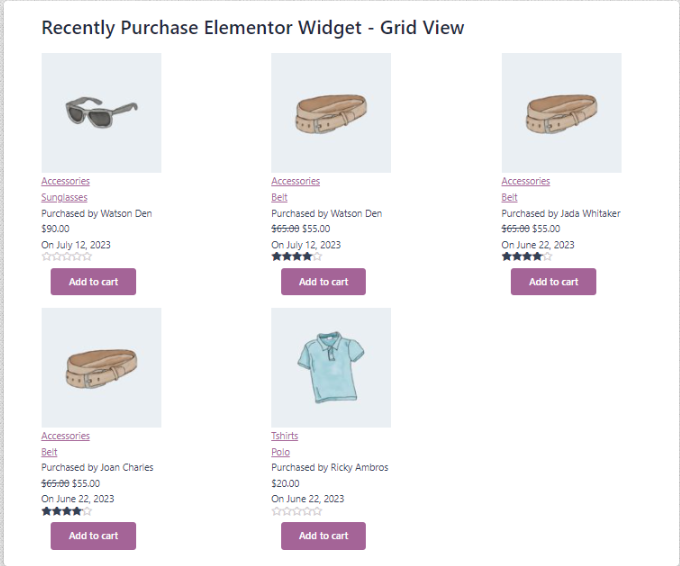 Recently Purchase Elementor Widget - Grid View
Accessories
Sunglasses
Purchased by Watson Den
$90.00
On July 12, 2023
Add to cart
Accessories
Belt
Purchased by Watson Den
$65.00 $55.00
On July 12, 2023
Add to cart
Accessories
Belt
Purchased by Jada Whitaker
$65.00 $55.00
On June 22, 2023
Add to cart
Accessories
Belt
Purchased by Joan Charles
$65.00 $55.00
On June 22, 2023
Add to cart
Tshirts
Polo
Purchased by Ricky Ambros
$20.00
On June 22, 2023
Add to cart